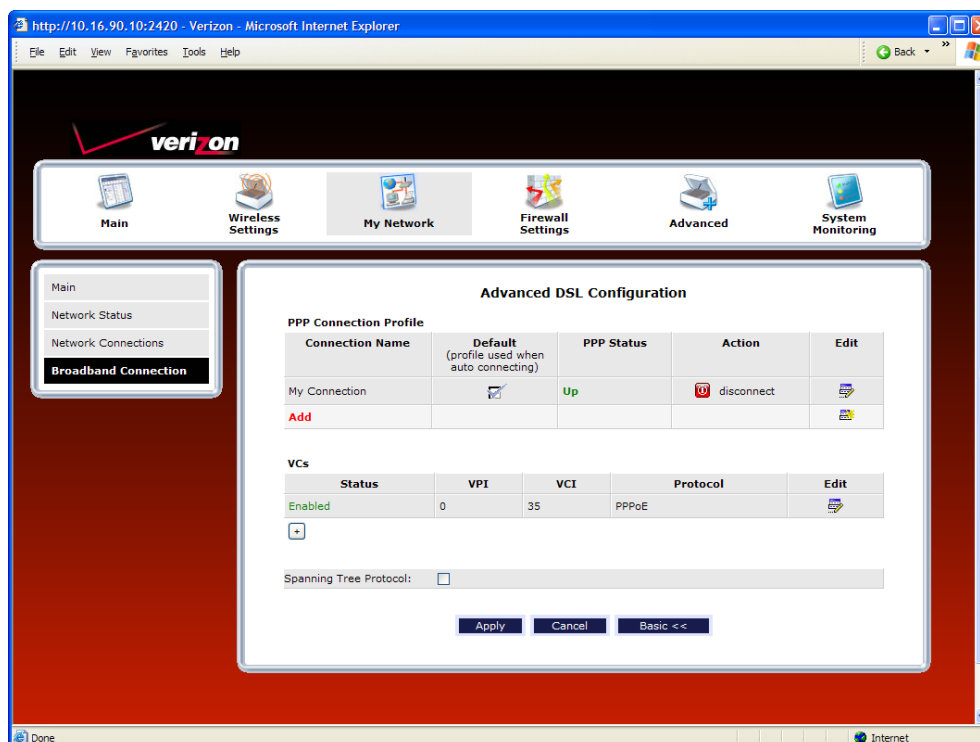 http://10.16.90.10:2420 - Verizon - Microsoft Internet Explorer
File Edit View Favorites Tools Help
Back
verizon
Main
Wireless Settings
My Network
Firewall Settings
Advanced
System Monitoring
Main
Network Status
Network Connections
Broadband Connection
Advanced DSL Configuration
PPP Connection Profile
Connection Name Default (profile used when auto connecting) PPP Status Action Edit
My Connection Up disconnect
Add
VCs
Status VPI VCI Protocol Edit
Enabled 0 35 PPPoE
+
Spanning Tree Protocol:
Apply Cancel Basic <<
Done Internet